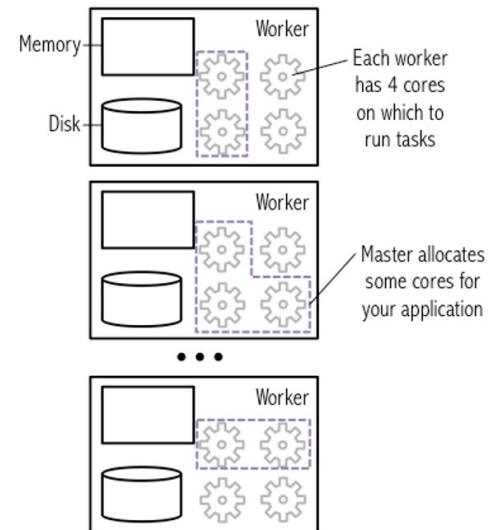 Worker
Memory
Each worker
has 4 cores
on which to
run tasks
Disk
Worker
Master allocates
some cores for
your application
Worker